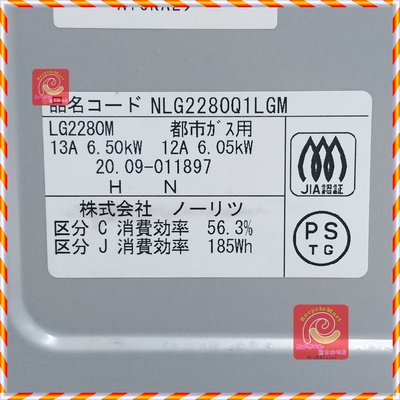 品名コード NLG2280Q1LGM
LG2280M 都市ガス用
13A 6.50kW 12A 6.05kW
20.09-011897
H N
株式会社 ノーリツ
区分 C 消費効率 56.3%
区分 J 消費効率 185Wh
JIA認証
PS
TG